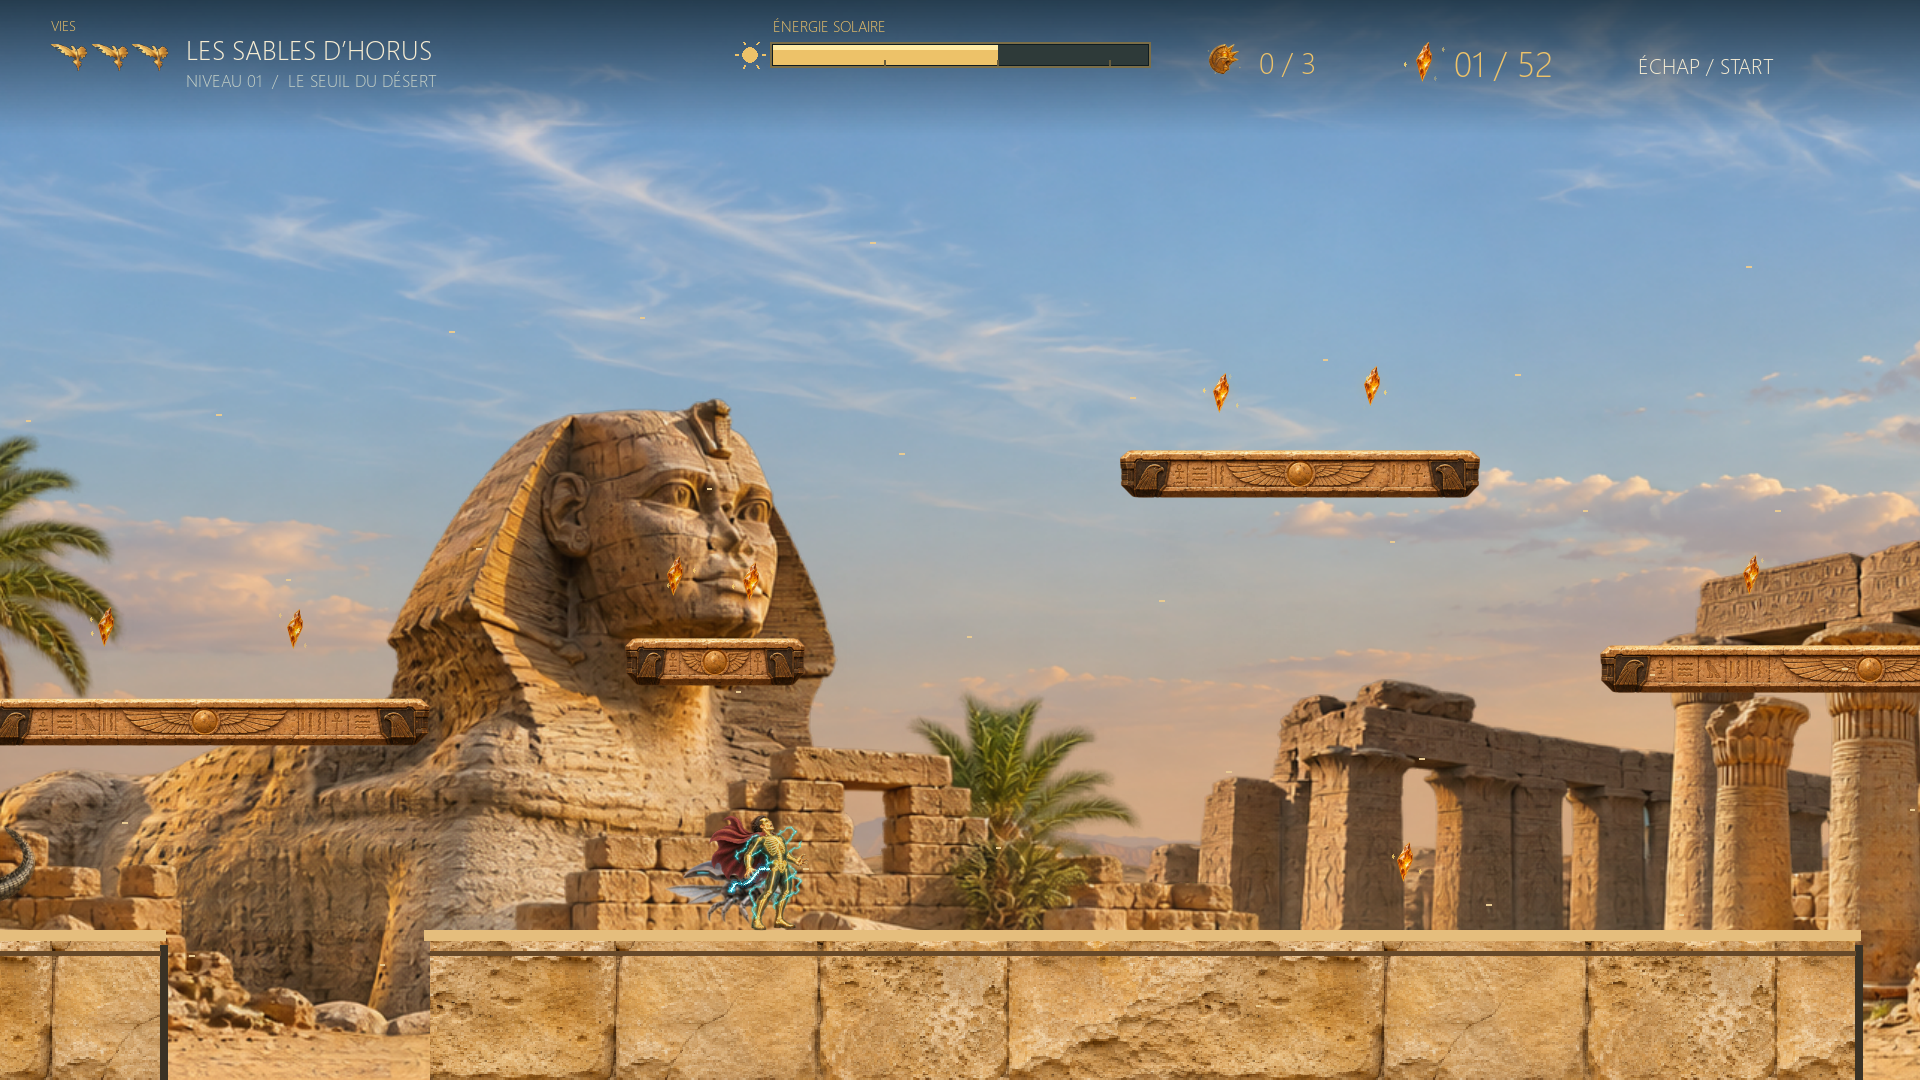 VIES
LES SABLES D’HORUS
NIVEAU 01 / LE SEUIL DU DÉSERT
ÉNERGIE SOLAIRE
0 / 3
01 / 52
ÉCHAP / START